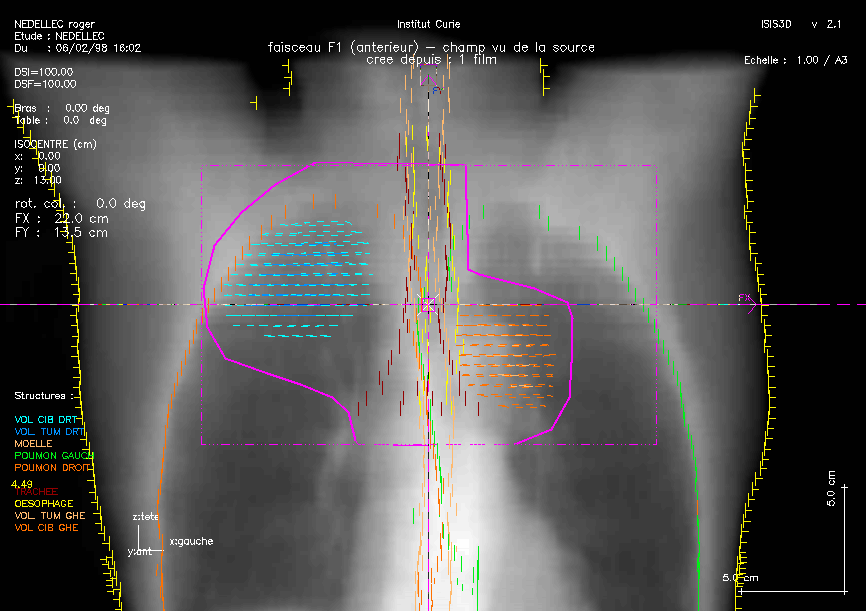 NEDELLEC roger
Etude : NEDELLEC
Du : 06/02/98 16:02
Institut Curie
ISIS3D v 2.1
faisceau F1 (anterieur) – champ vu de la source
cree depuis : 1 film
Echelle : 1.00 / A3
DSI=100.00
DSF=100.00
Bras : 0.00 deg
Table : 0.0 deg
ISOCENTRE (cm)
x: 0.00
y: 0.00
z: 13.00
rot. col. : 0.0 deg
FX : 22.0 cm
FY : 13.5 cm
FX
Structures :
VOL CIB DRT
VOL TUM DRT
MOELLE
POUMON GAUC
POUMON DROIT
4.49
TRACHEE
OESOPHAGE
VOL TUM GHE
VOL CIB GHE
z:tete
x:gauche
y:ant
5.0 cm
5.0 cm